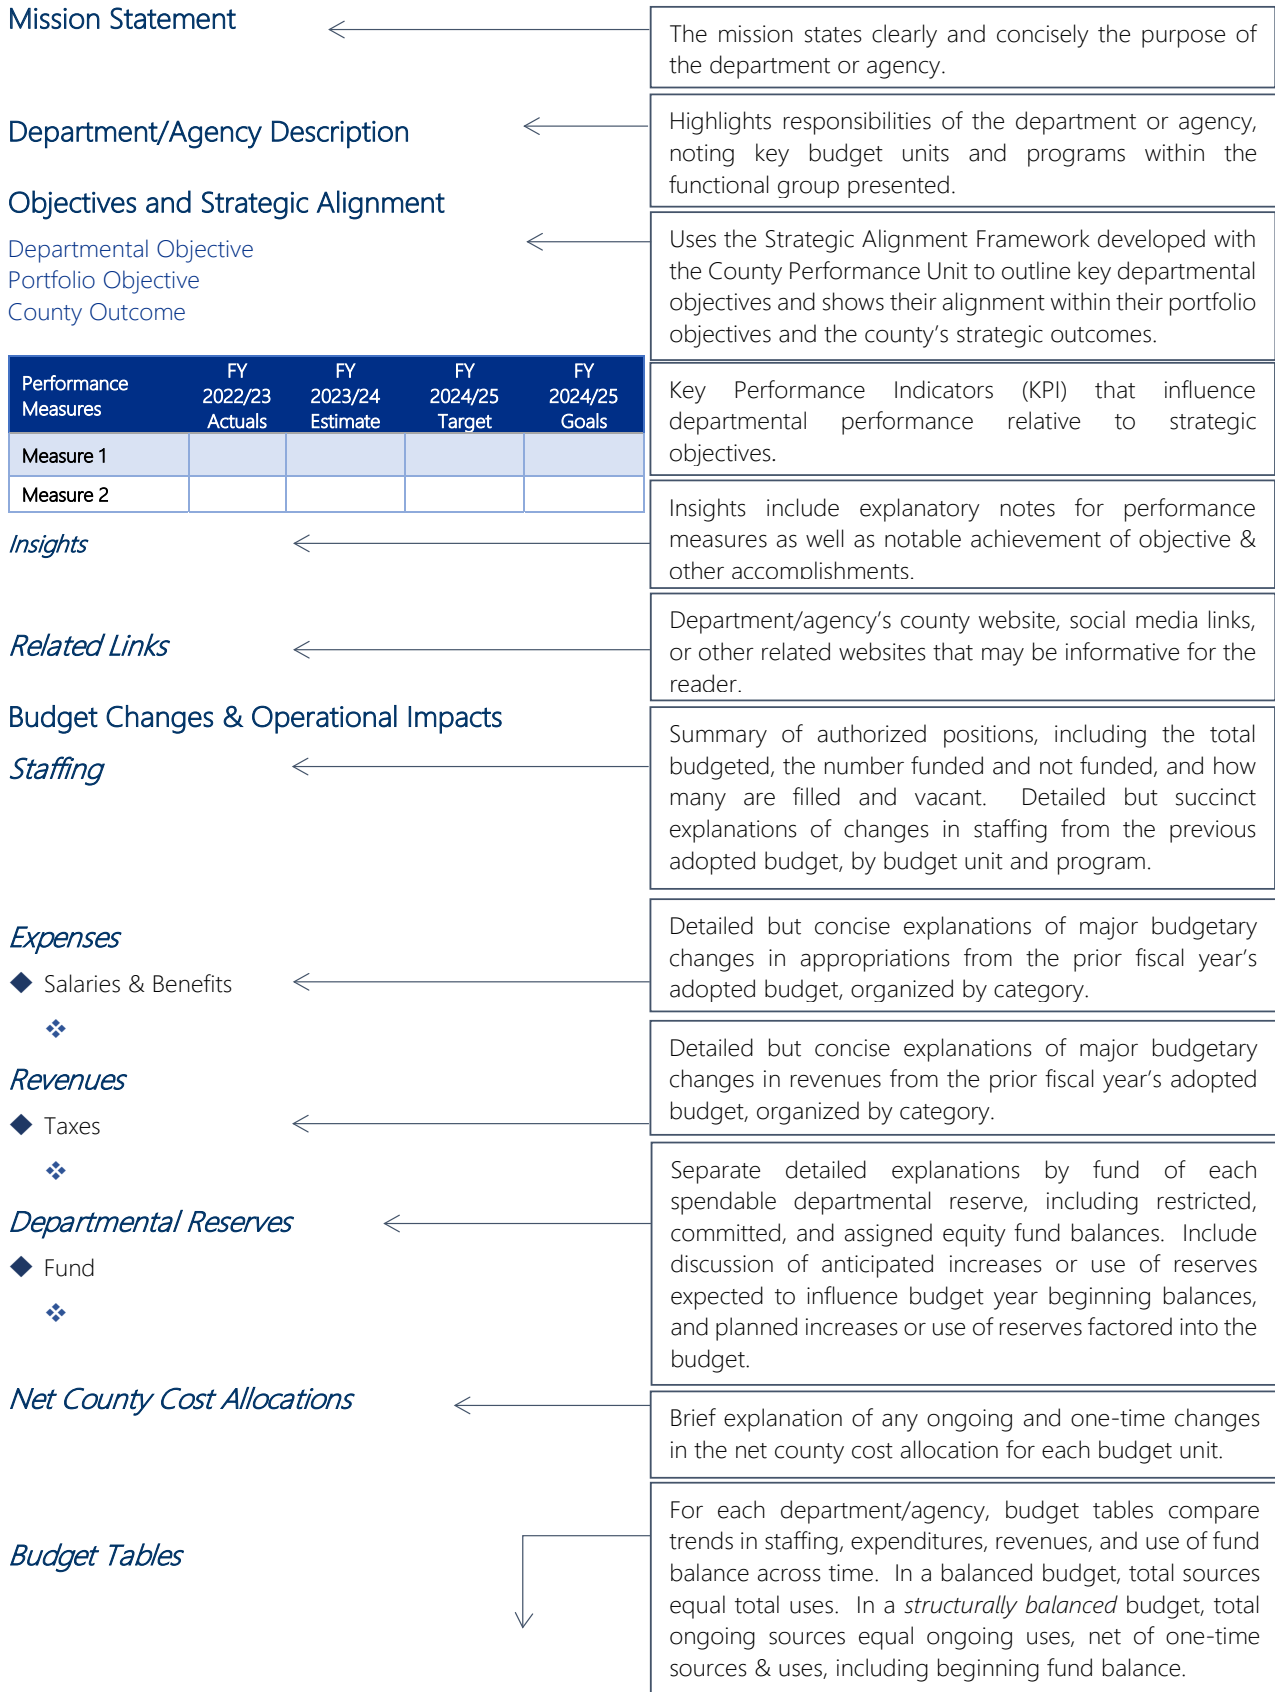 Mission Statement
The mission states clearly and concisely the purpose of
the department or agency.
Department/Agency Description
Highlights responsibilities of the department or agency,
noting key budget units and programs within the
functional group presented.
Objectives and Strategic Alignment
Departmental Objective
Portfolio Objective
County Outcome
Uses the Strategic Alignment Framework developed with
the County Performance Unit to outline key departmental
objectives and shows their alignment within their portfolio
objectives and the county's strategic outcomes.
Performance
Measures
FY
2022/23
Actuals
FY
2023/24
Estimate
FY
2024/25
Target
FY
2024/25
Goals
Measure 1
Measure 2
Key Performance Indicators (KPI) that influence
departmental performance relative to strategic
objectives.
Insights
Insights include explanatory notes for performance
measures as well as notable achievement of objective &
other accomplishments.
Related Links
Department/agency's county website, social media links,
or other related websites that may be informative for the
reader.
Budget Changes & Operational Impacts
Staffing
Summary of authorized positions, including the total
budgeted, the number funded and not funded, and how
many are filled and vacant. Detailed but succinct
explanations of changes in staffing from the previous
adopted budget, by budget unit and program.
Expenses
Salaries & Benefits
Detailed but concise explanations of major budgetary
changes in appropriations from the prior fiscal year's
adopted budget, organized by category.
Revenues
Taxes
Detailed but concise explanations of major budgetary
changes in revenues from the prior fiscal year's adopted
budget, organized by category.
Departmental Reserves
Fund
Separate detailed explanations by fund of each
spendable departmental reserve, including restricted,
committed, and assigned equity fund balances. Include
discussion of anticipated increases or use of reserves
expected to influence budget year beginning balances,
and planned increases or use of reserves factored into the
budget.
Net County Cost Allocations
Brief explanation of any ongoing and one-time changes
in the net county cost allocation for each budget unit.
Budget Tables
For each department/agency, budget tables compare
trends in staffing, expenditures, revenues, and use of fund
balance across time. In a balanced budget, total sources
equal total uses. In a structurally balanced budget, total
ongoing sources equal ongoing uses, net of one-time
sources & uses, including beginning fund balance.